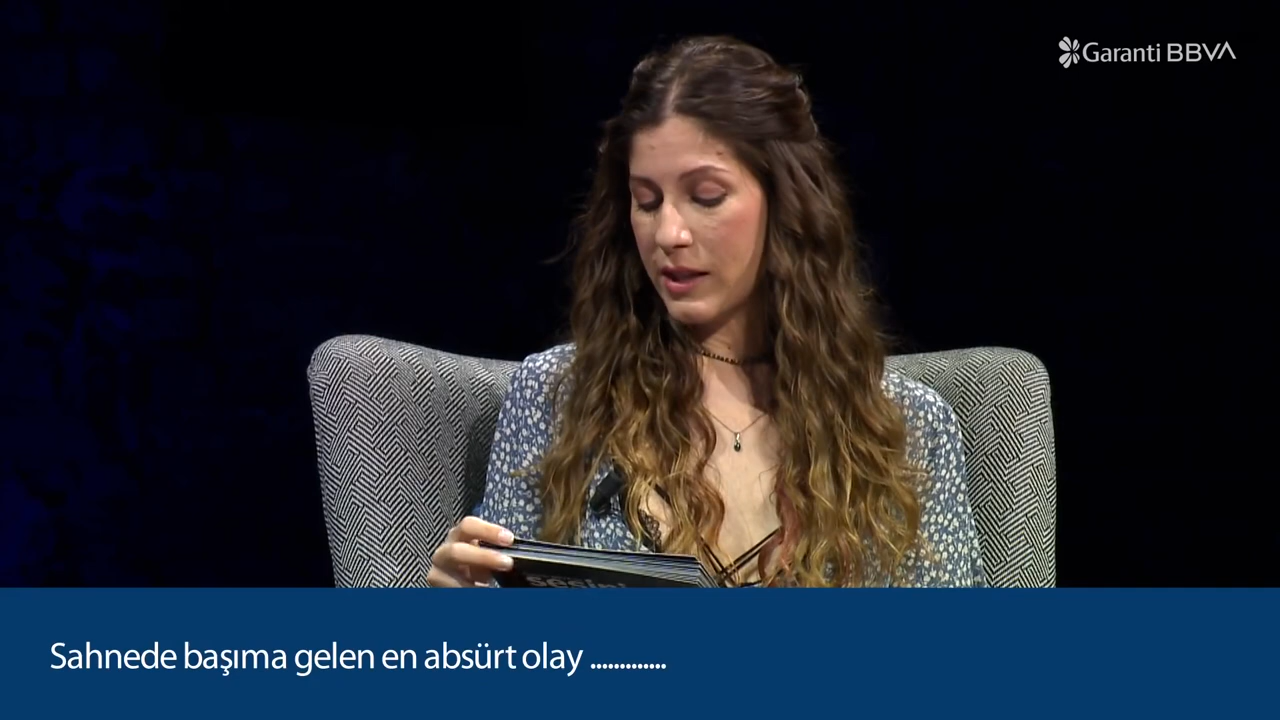 Garanti BBVA
Sahnede başıma gelen en absürt olay .............